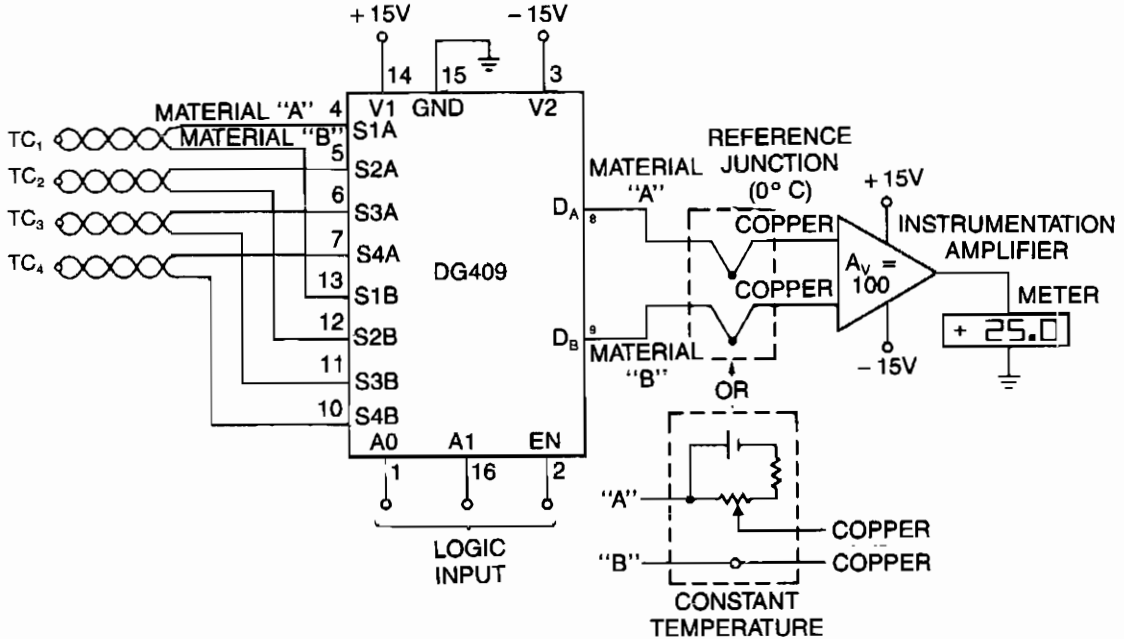 +15V
-15V
14
15
3
V1
GND
V2
MATERIAL "A"
4
S1A
TC₁
MATERIAL "B"
5
S2A
TC₂
6
S3A
TC₃
7
S4A
TC₄
13
S1B
12
S2B
11
S3B
10
S4B
DG409
A0
A1
EN
1
16
2
LOGIC
INPUT
MATERIAL
"A"
D_A
8
D_B
9
MATERIAL
"B"
REFERENCE
JUNCTION
(0° C)
COPPER
COPPER
+15V
INSTRUMENTATION
AMPLIFIER
A_V =
100
-15V
METER
+ 25.0
OR
"A"
COPPER
"B"
COPPER
CONSTANT
TEMPERATURE